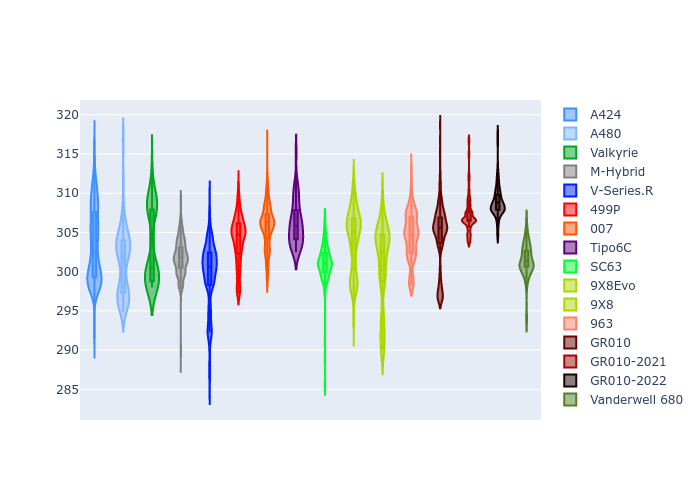 320
315
310
305
300
295
290
285
A424
A480
Valkyrie
M-Hybrid
V-Series.R
499P
007
Tipo6C
SC63
9X8Evo
9X8
963
GR010
GR010-2021
GR010-2022
Vanderwell 680